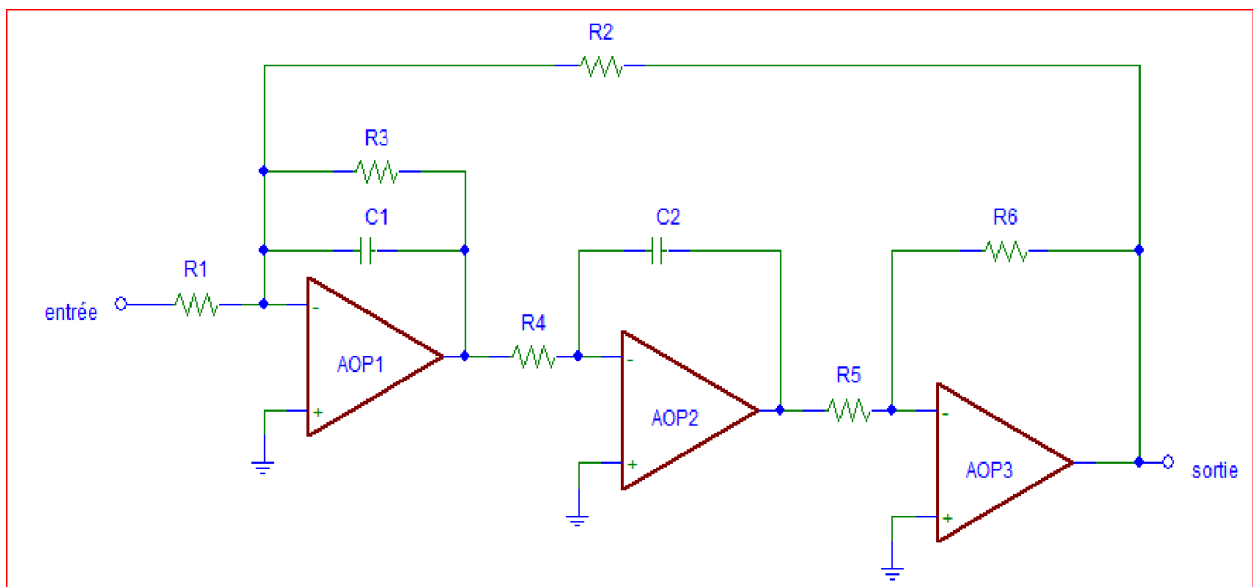 R2
R3
C1
C2
R6
R1
entrée
-
R4
AOP1
-
R5
+
AOP2
-
+
AOP3
sortie
+